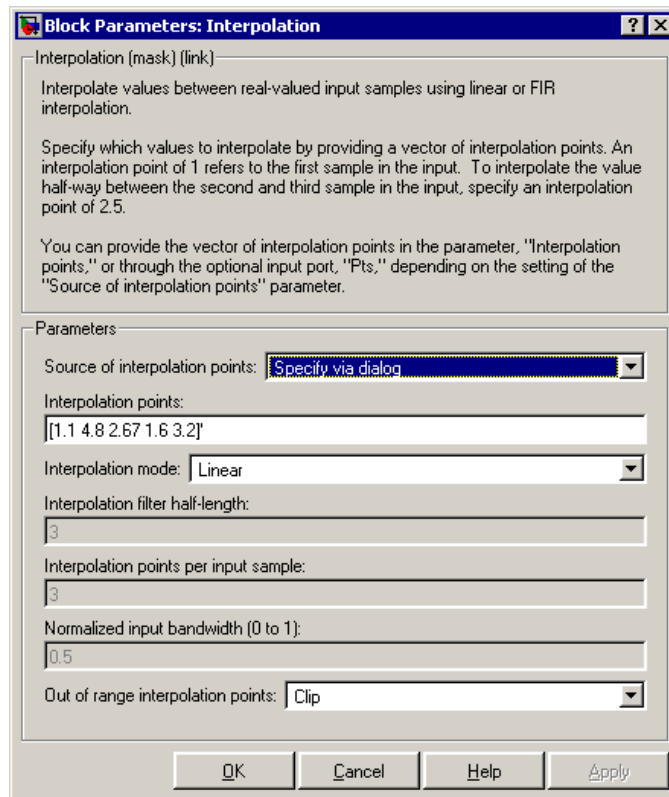 Block Parameters: Interpolation
Interpolation (mask) (link)
Interpolate values between real-valued input samples using linear or FIR
interpolation.
Specify which values to interpolate by providing a vector of interpolation points. An
interpolation point of 1 refers to the first sample in the input.  To interpolate the value
half-way between the second and third sample in the input, specify an interpolation
point of 2.5.
You can provide the vector of interpolation points in the parameter, "Interpolation
points," or through the optional input port, "Pts," depending on the setting of the
"Source of interpolation points" parameter.
Parameters
Source of interpolation points: Specify via dialog
Interpolation points:
[1.1 4.8 2.67 1.6 3.2]'
Interpolation mode: Linear
Interpolation filter half-length:
3
Interpolation points per input sample:
3
Normalized input bandwidth (0 to 1):
0.5
Out of range interpolation points: Clip
OK Cancel Help Apply